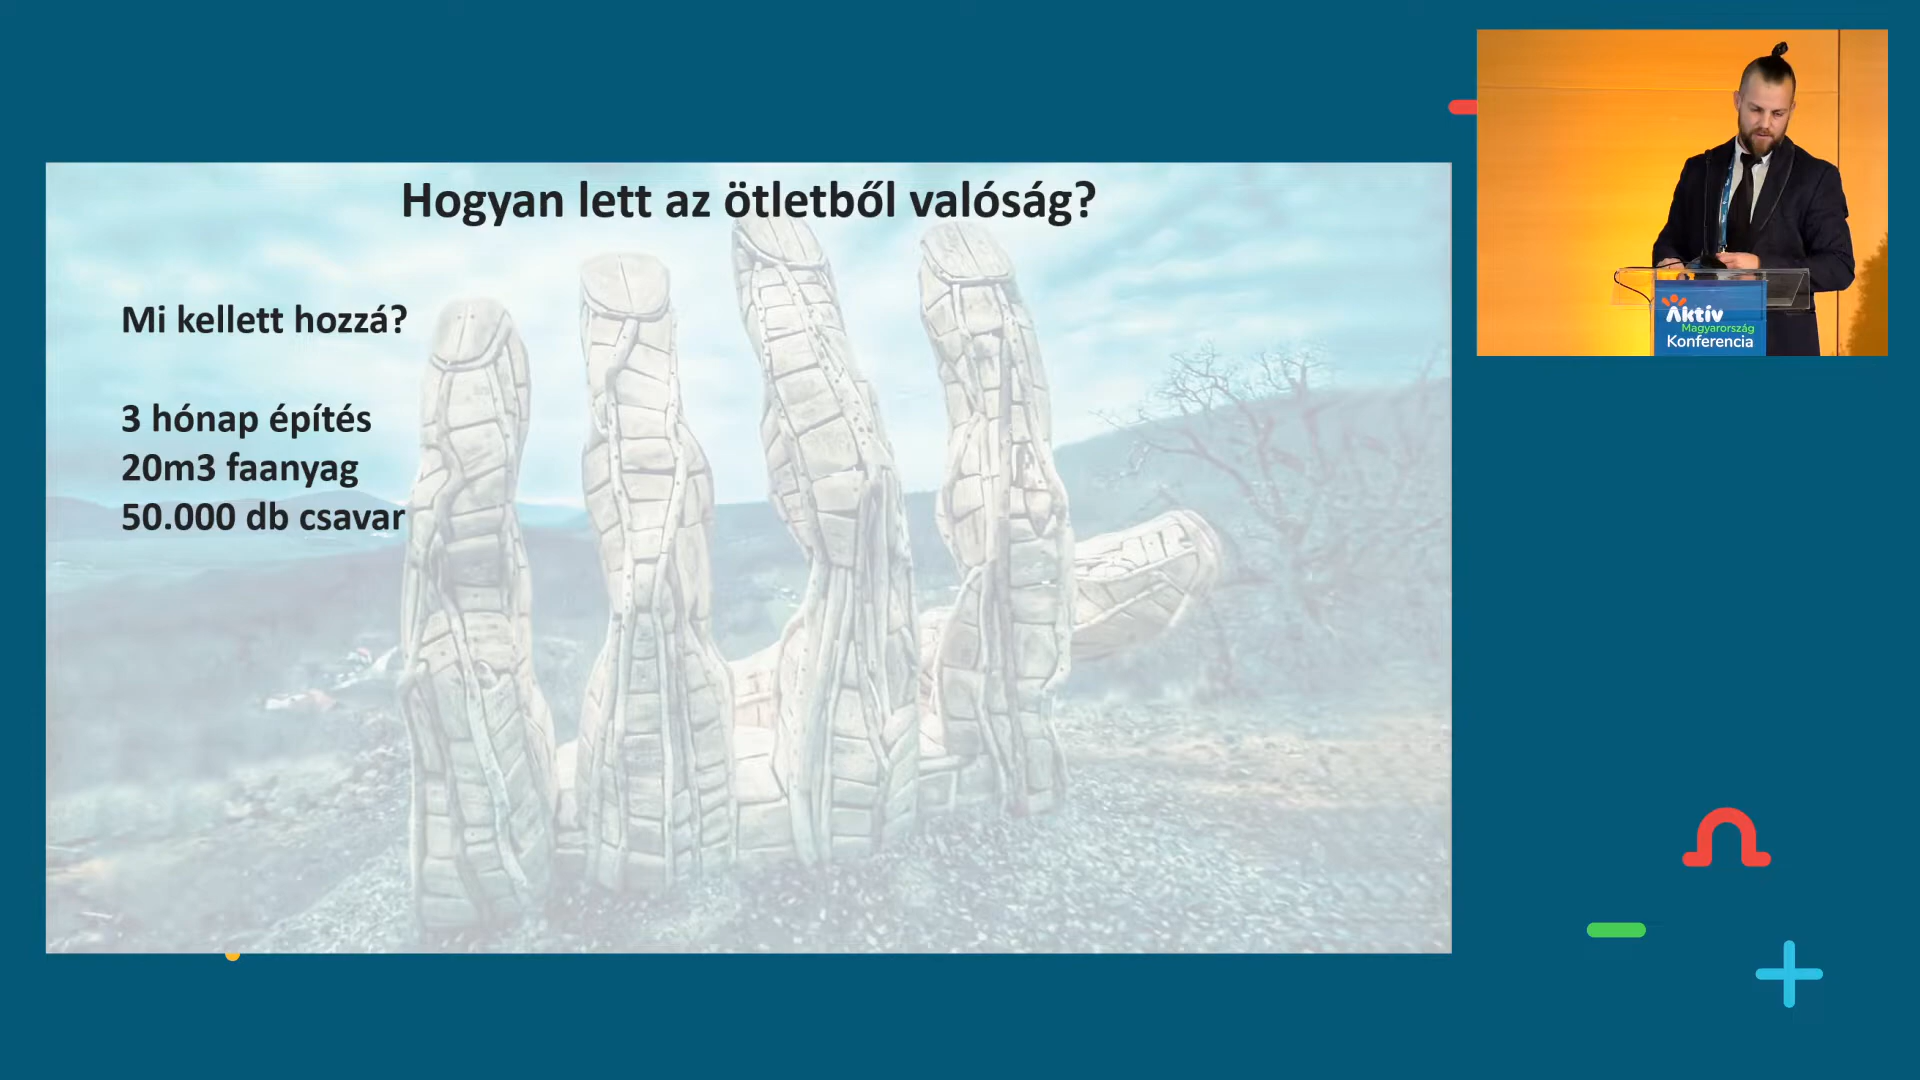 Hogyan lett az ötletből valóság?
Mi kellett hozzá?
3 hónap építés
20m3 faanyag
50.000 db csavar
Aktív
Magyarország
Konferencia